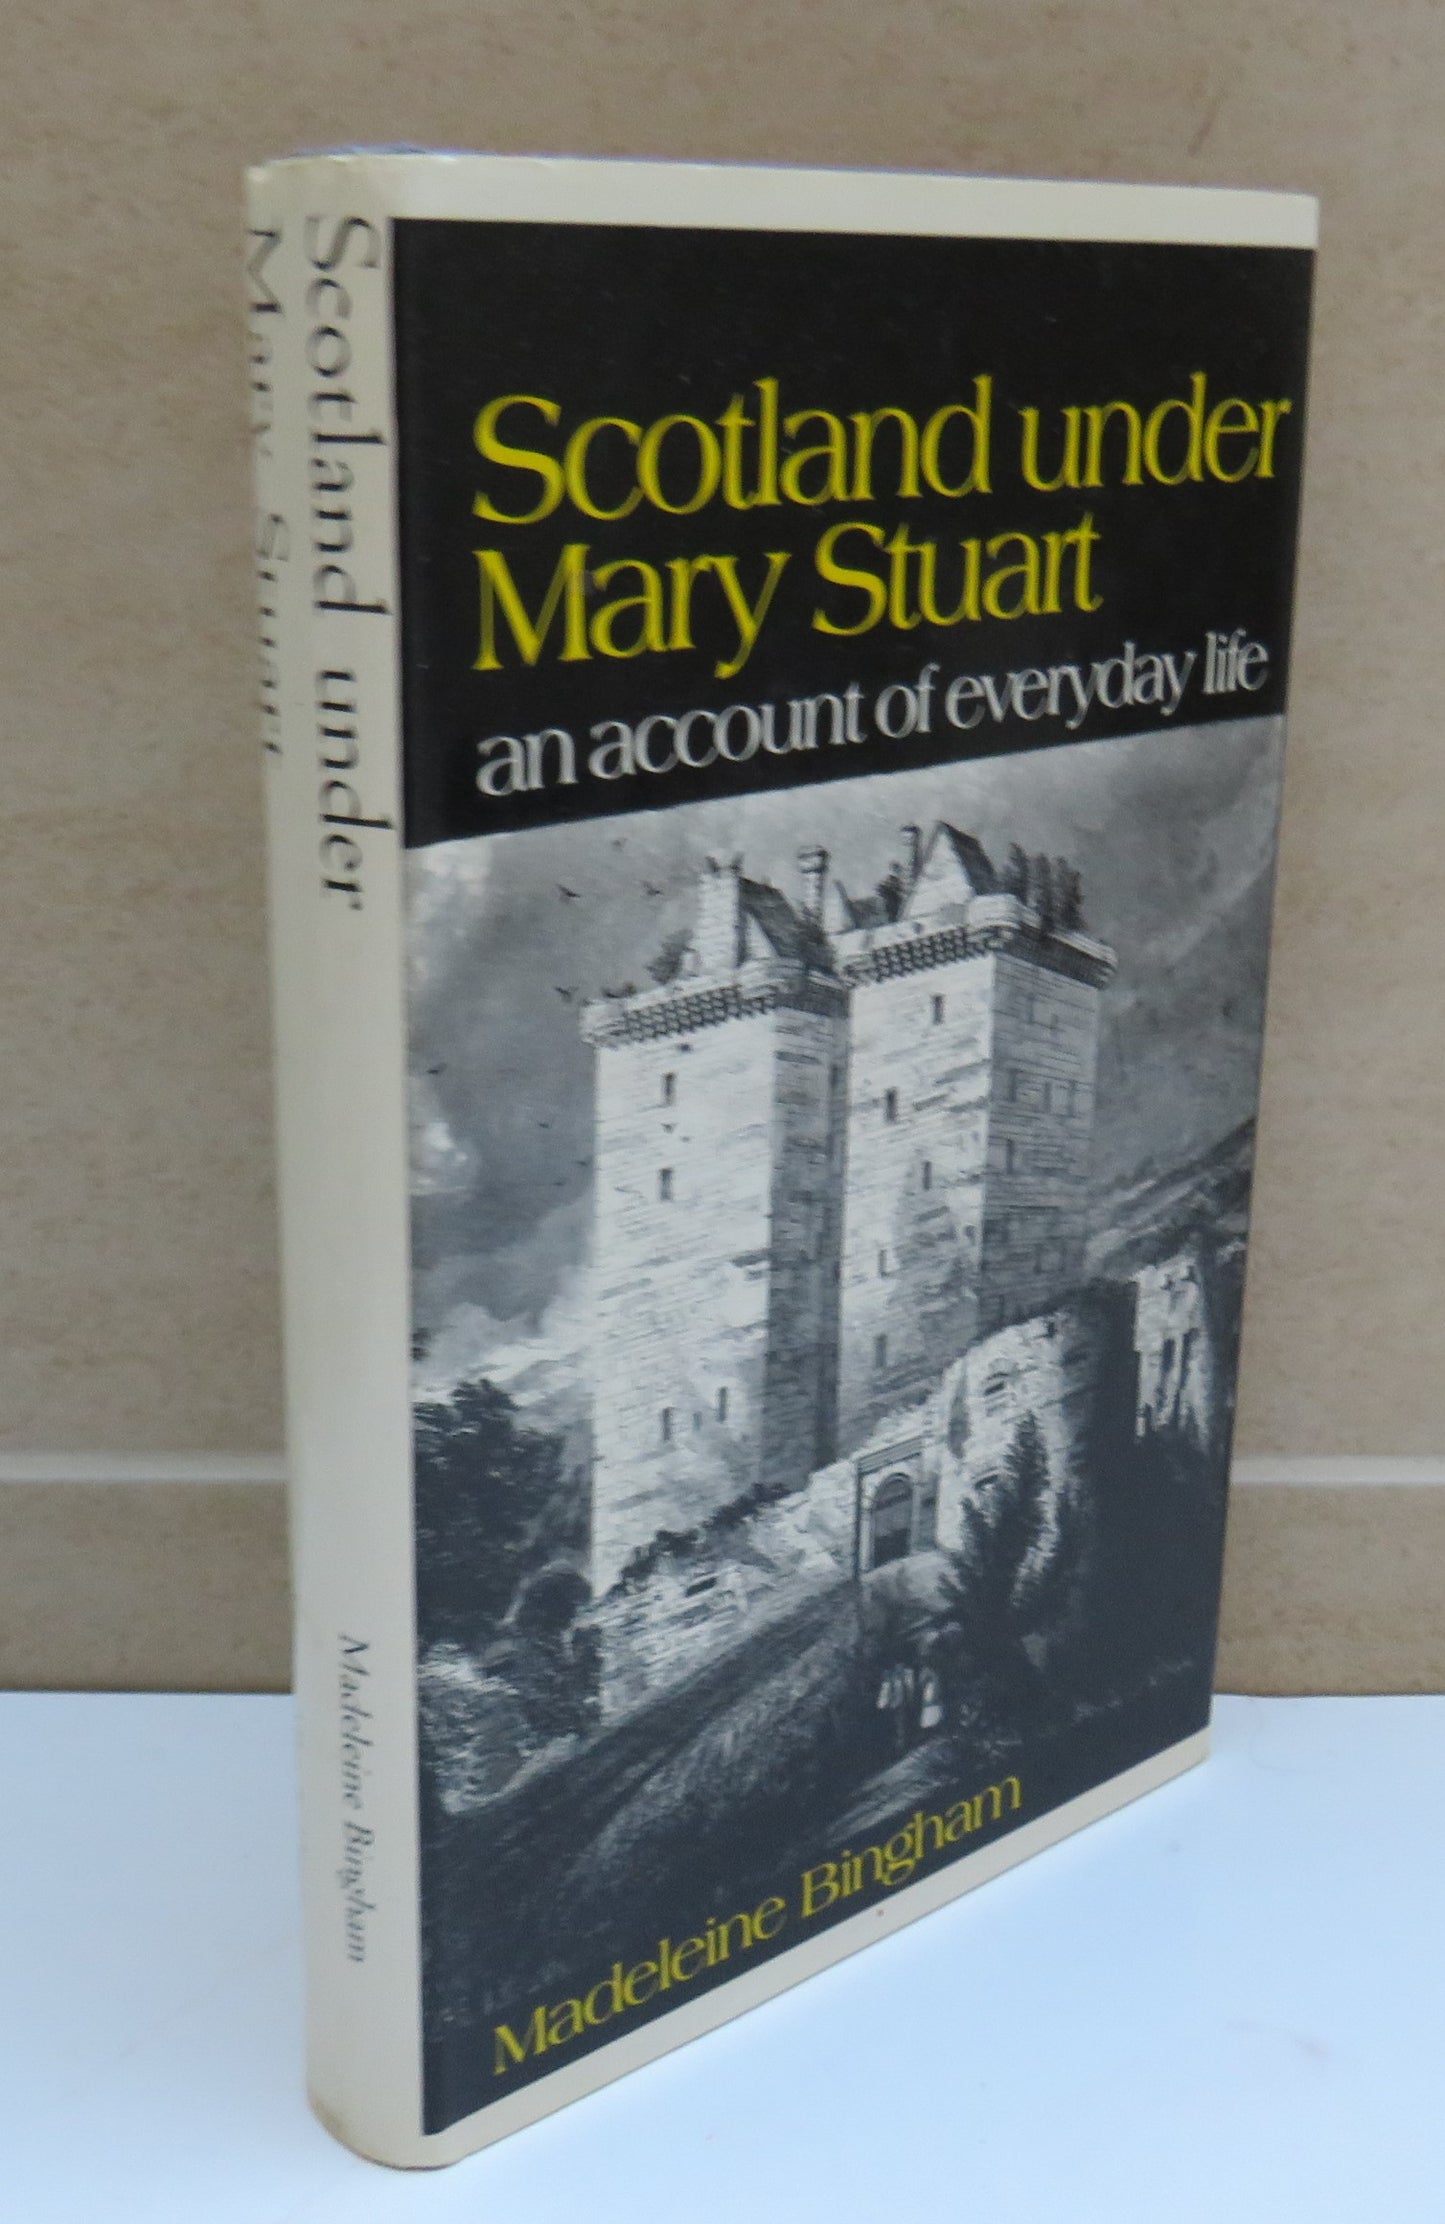 Scotland under
Mary Stuart
Madeleine Bingham
Scotland under
Mary Stuart
an account of everyday life
Madeleine Bingham